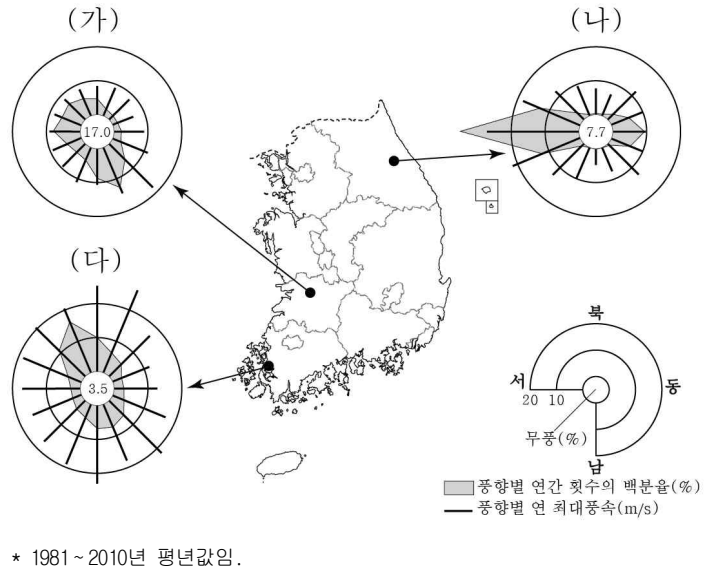 (가)
(나)
17.0
7.7
(다)
3.5
북
서
동
20 10
무풍(%)
남
풍향별 연간 횟수의 백분율(%)
풍향별 연 최대풍속(m/s)
* 1981~2010년 평년값임.